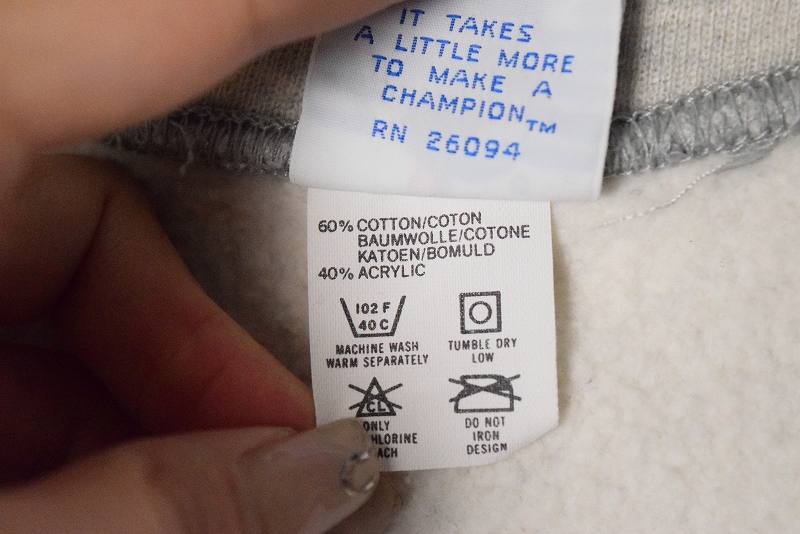 IT TAKES
A LITTLE MORE
TO MAKE A
CHAMPION™
RN 26094
60% COTTON/COTON
BAUMWOLLE/COTONE
KATOEN/BOMULD
40% ACRYLIC
102 F
40 C
MACHINE WASH
WARM SEPARATELY
TUMBLE DRY
LOW
CL
ONLY
DO NOT
IRON
DESIGN